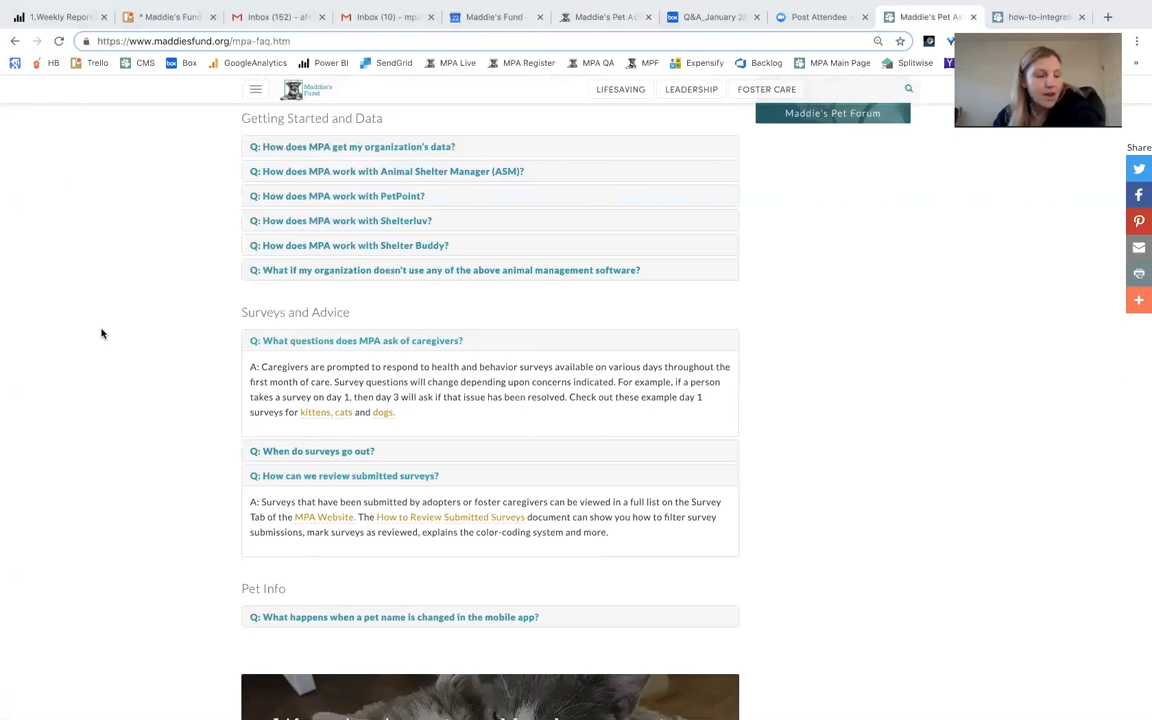 1.Weekly Repor
* Maddie's Fund
Inbox (152) - af
Inbox (10) - mpa
Maddie's Fund -
Maddie's Pet As
Q&A_January 2
Post Attendee -
Maddie's Pet As
how-to-integrat
https://www.maddiesfund.org/mpa-faq.htm
HB
Trello
CMS
Box
GoogleAnalytics
Power BI
SendGrid
MPA Live
MPA Register
MPA QA
MPF
Expensify
Backlog
MPA Main Page
Splitwise
»
Maddie's
Fund
LIFESAVING
LEADERSHIP
FOSTER CARE
Getting Started and Data
Maddie's Pet Forum
Q: How does MPA get my organization's data?
Q: How does MPA work with Animal Shelter Manager (ASM)?
Q: How does MPA work with PetPoint?
Q: How does MPA work with Shelterluv?
Q: How does MPA work with Shelter Buddy?
Q: What if my organization doesn't use any of the above animal management software?
Share
Surveys and Advice
Q: What questions does MPA ask of caregivers?
A: Caregivers are prompted to respond to health and behavior surveys available on various days throughout the
first month of care. Survey questions will change depending upon concerns indicated. For example, if a person
takes a survey on day 1, then day 3 will ask if that issue has been resolved. Check out these example day 1
surveys for kittens, cats and dogs.
Q: When do surveys go out?
Q: How can we review submitted surveys?
A: Surveys that have been submitted by adopters or foster caregivers can be viewed in a full list on the Survey
Tab of the MPA Website. The How to Review Submitted Surveys document can show you how to filter survey
submissions, mark surveys as reviewed, explains the color-coding system and more.
Pet Info
Q: What happens when a pet name is changed in the mobile app?